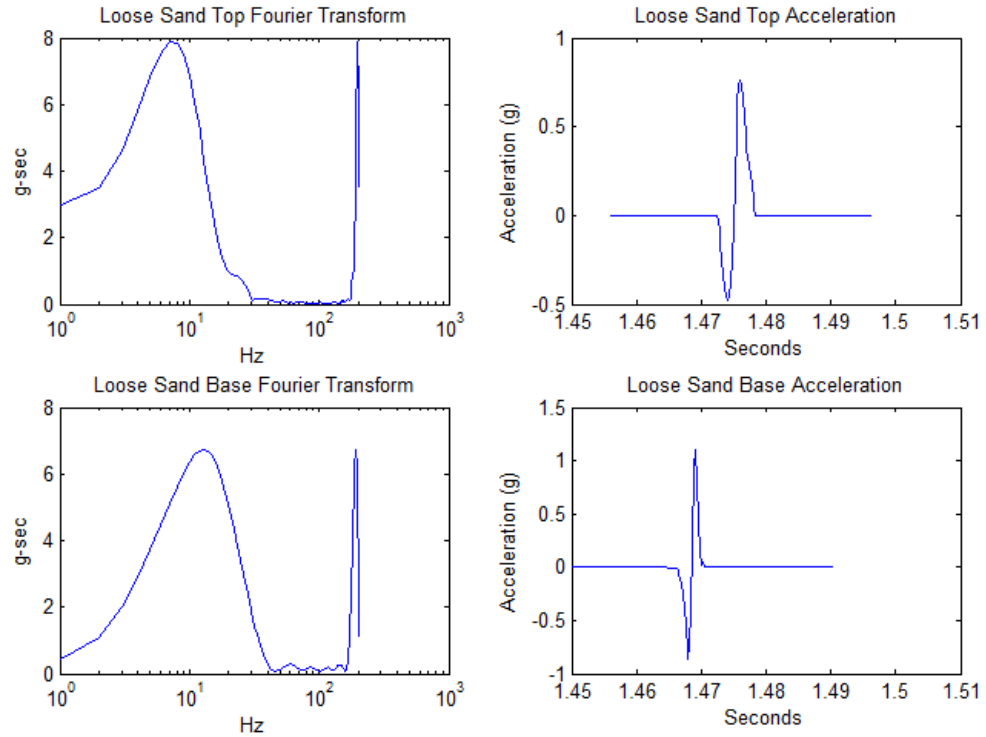 Loose Sand Top Fourier Transform
8
6
4
2
0
g-sec
10^0 10^1 10^2 10^3
Hz
Loose Sand Top Acceleration
1
0.5
0
-0.5
Acceleration (g)
1.45 1.46 1.47 1.48 1.49 1.5 1.51
Seconds
Loose Sand Base Fourier Transform
8
6
4
2
0
g-sec
10^0 10^1 10^2 10^3
Hz
Loose Sand Base Acceleration
1.5
1
0.5
0
-0.5
-1
Acceleration (g)
1.45 1.46 1.47 1.48 1.49 1.5 1.51
Seconds